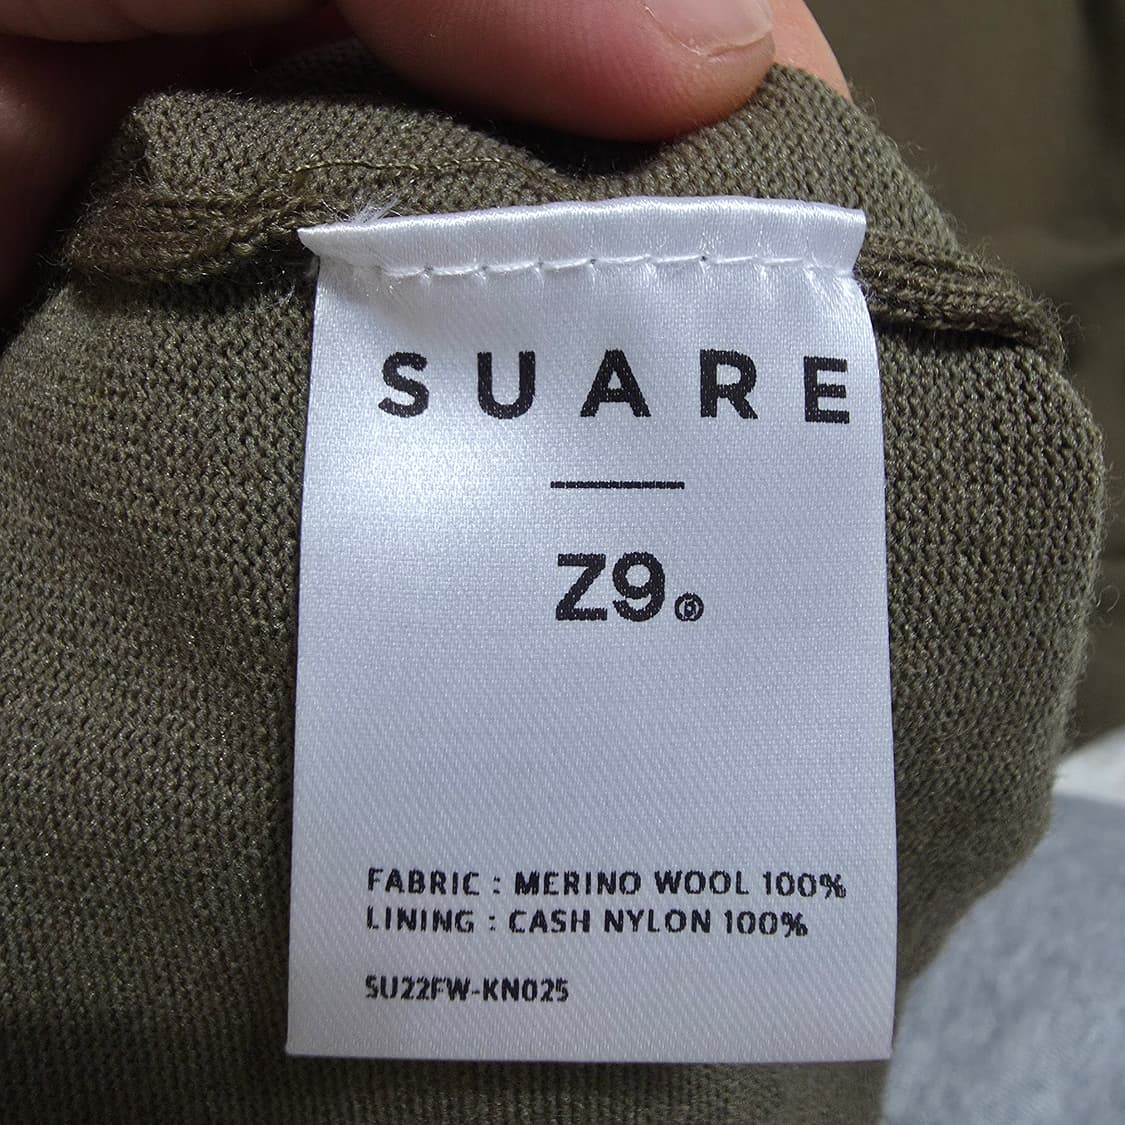 SUARE
Z9®
FABRIC : MERINO WOOL 100%
LINING : CASH NYLON 100%
SU22FW-KN025